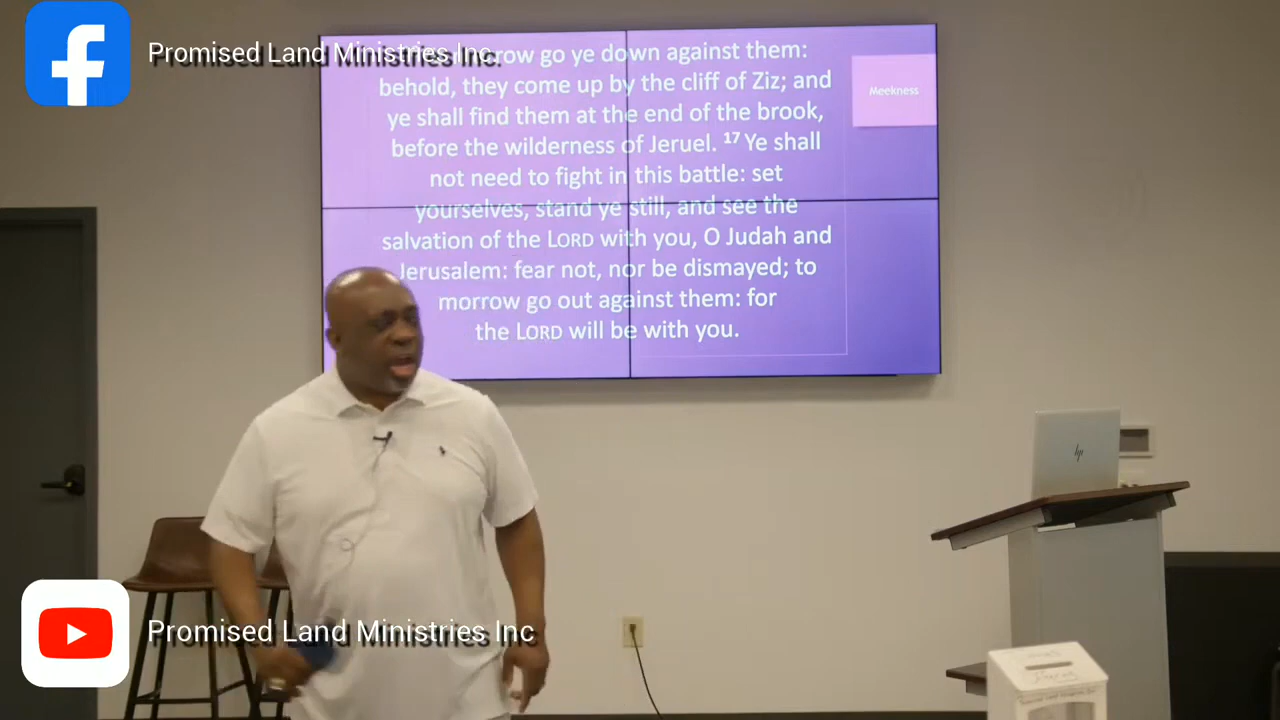 Promised Land Ministries Inc.
morrow go ye down against them:
behold, they come up by the cliff of Ziz; and
ye shall find them at the end of the brook,
before the wilderness of Jeruel. 17 Ye shall
not need to fight in this battle: set
yourselves, stand ye still, and see the
salvation of the LORD with you, O Judah and
Jerusalem: fear not, nor be dismayed; to
morrow go out against them: for
the LORD will be with you.
Meekness
hp
Promised Land Ministries Inc